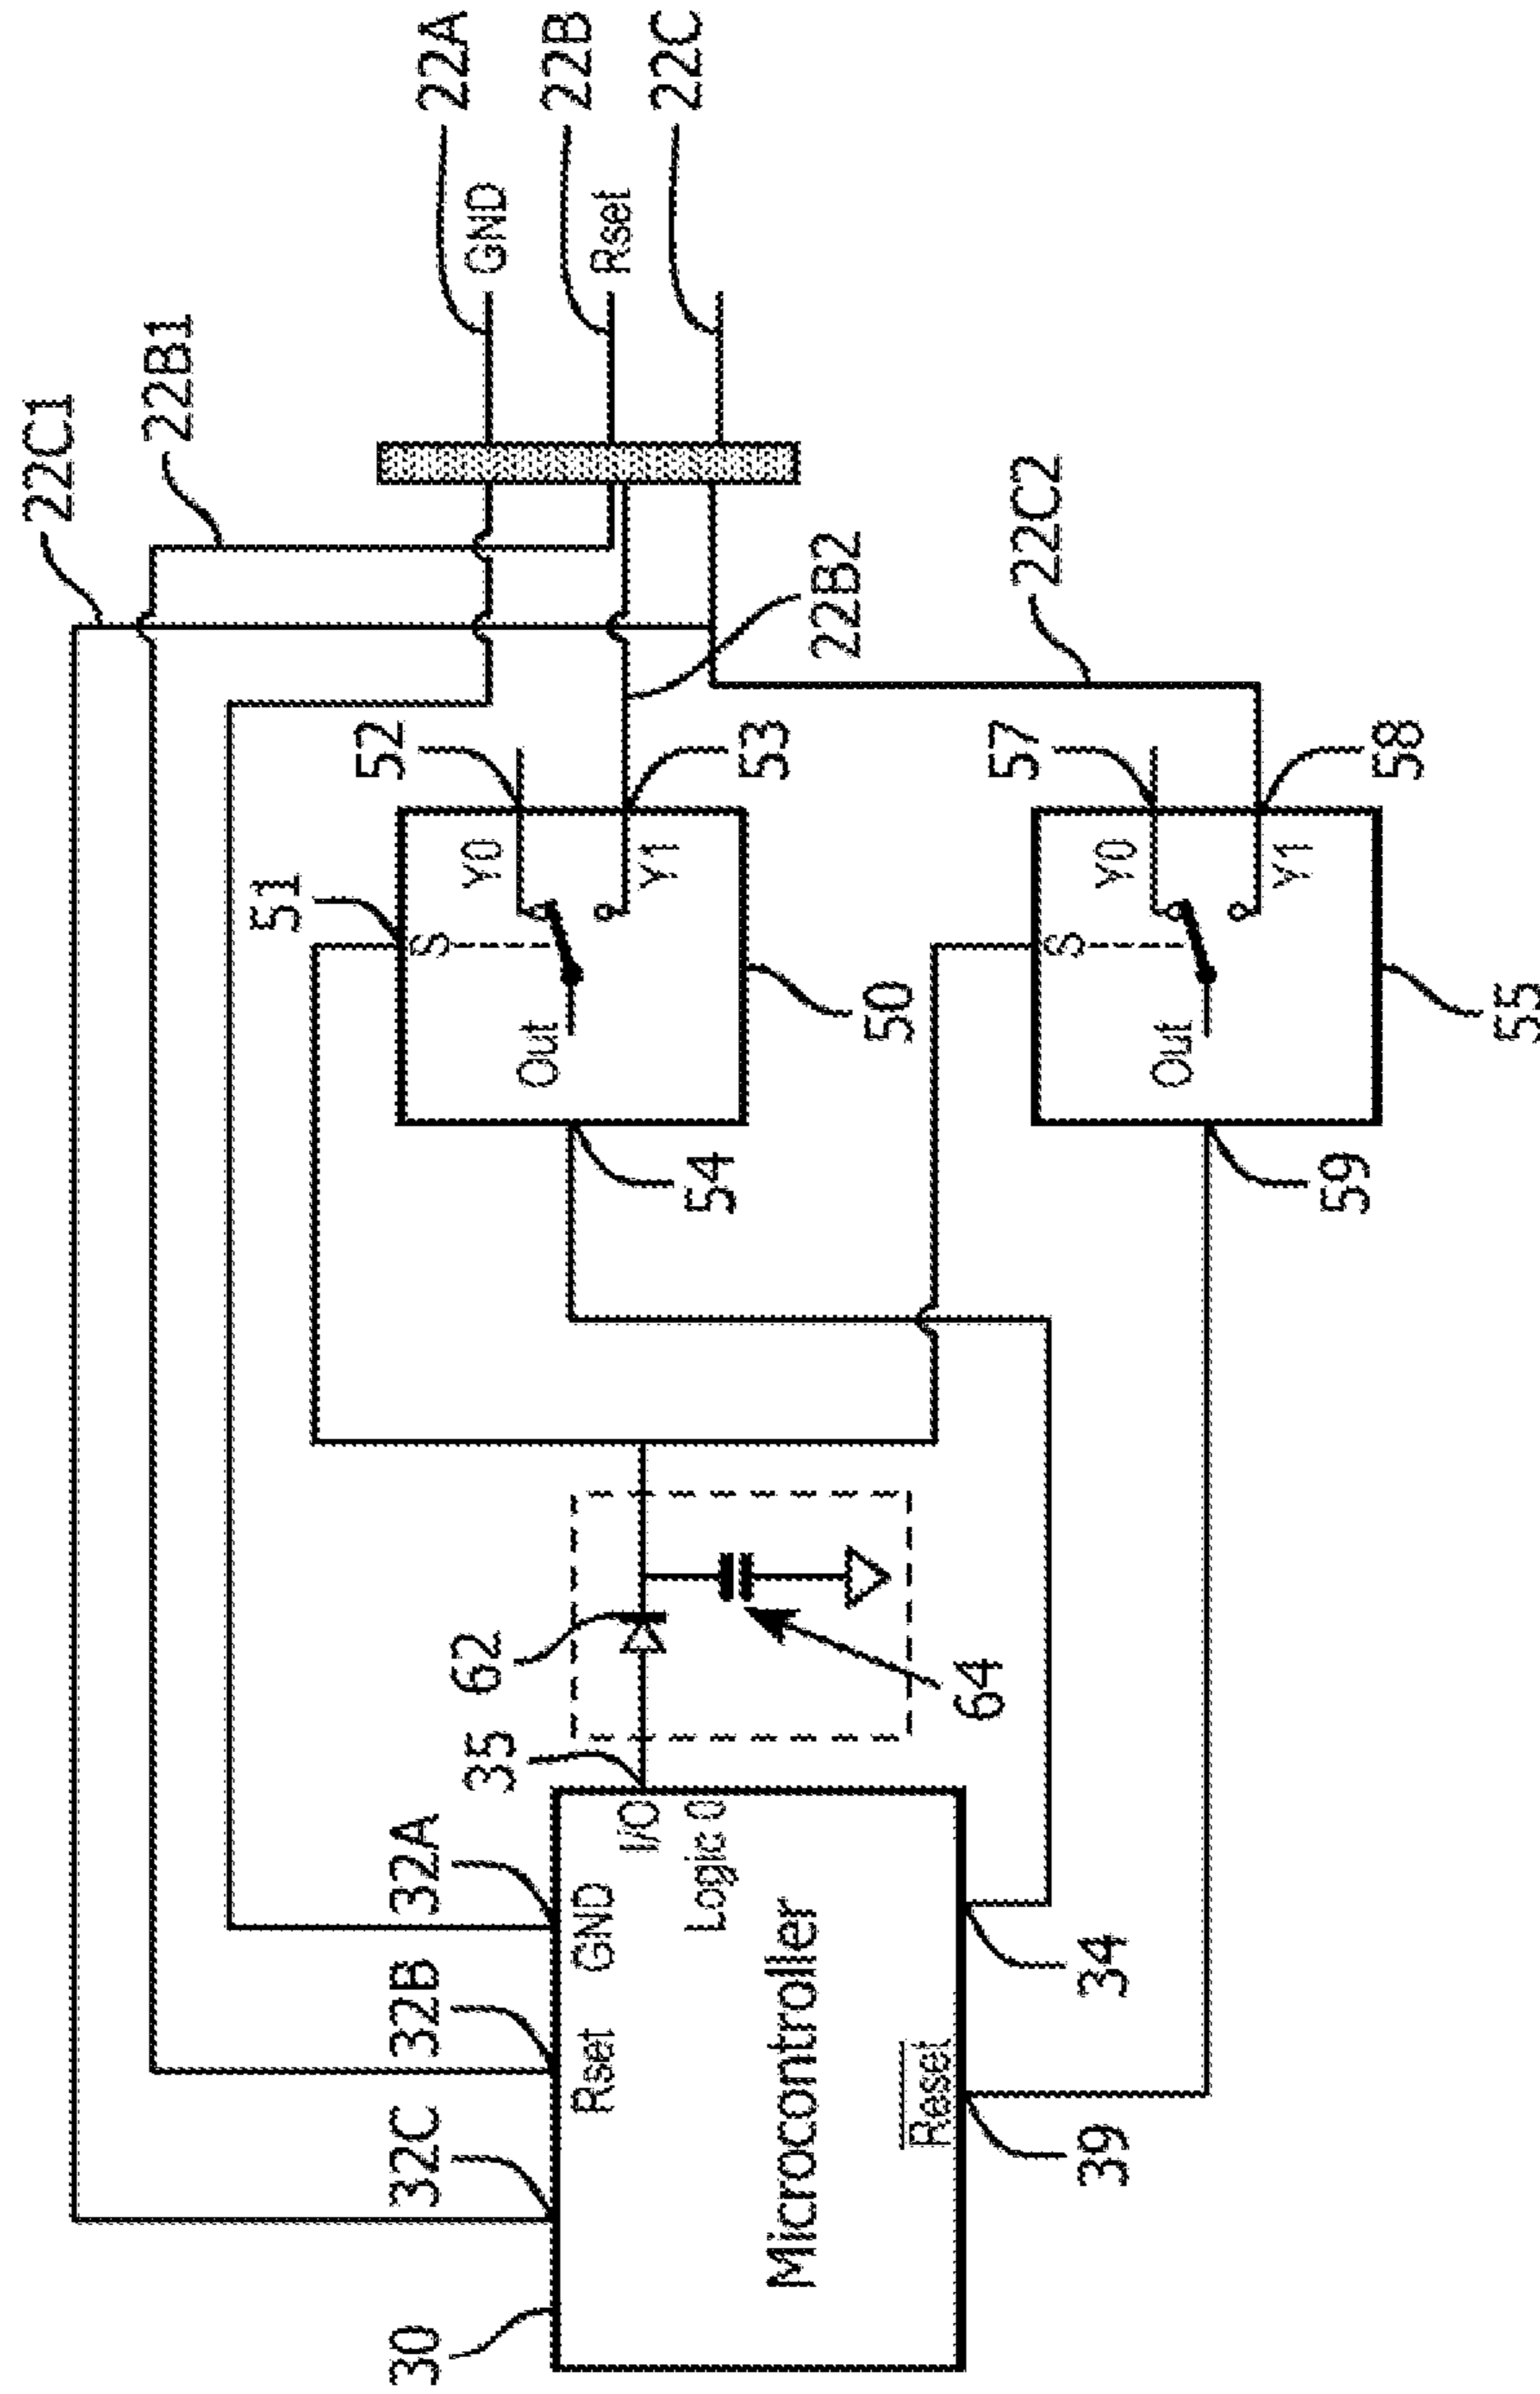 22C1
22B1
22A
GND
22B
Rset
22C
22B2
22C2
51
S
Y0
52
Y1
53
Out
54
50
S
Y0
57
Y1
58
Out
59
55
62
64
35
32A
32B
32C
30
I/O
Logic 0
GND
Rset
Microcontroller
Reset
34
39